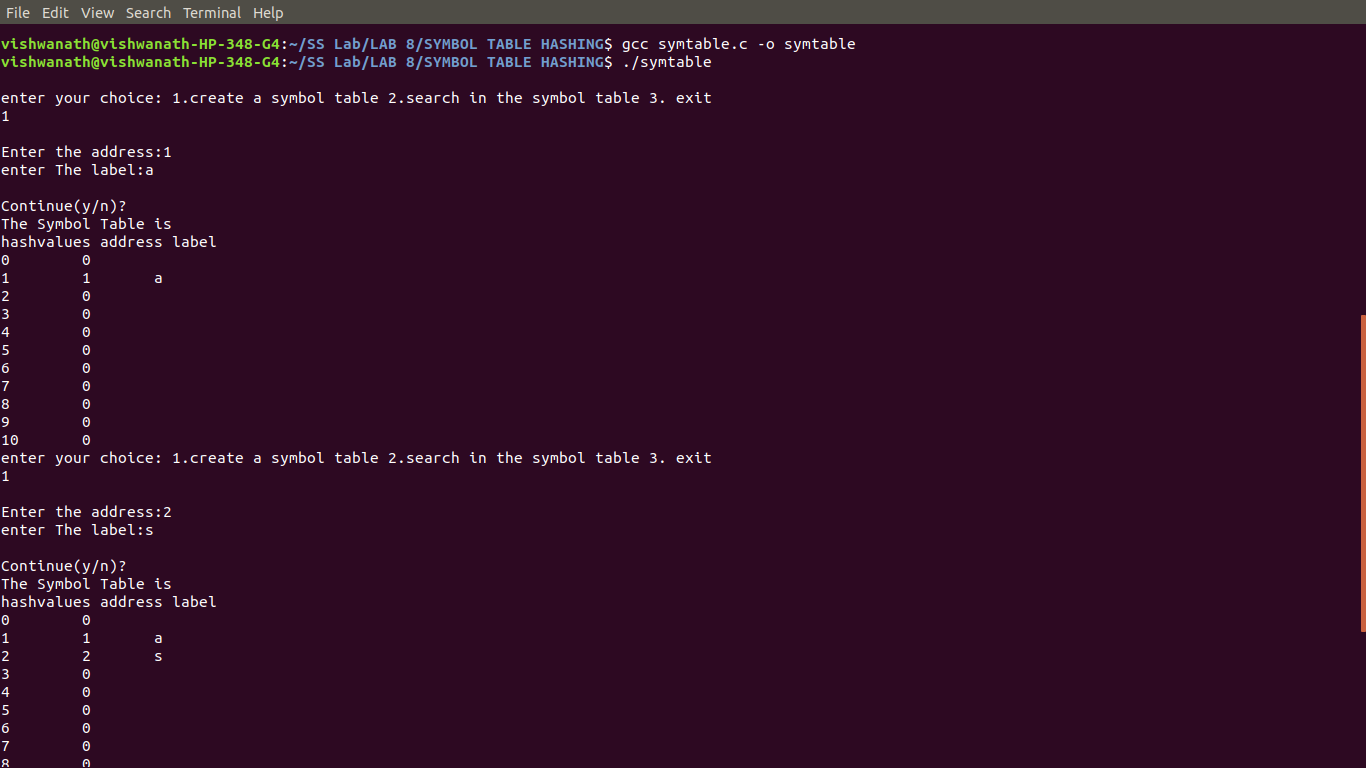 File Edit View Search Terminal Help
vishwanath@vishwanath-HP-348-G4:~/SS Lab/LAB 8/SYMBOL TABLE HASHING$ gcc symtable.c -o symtable
vishwanath@vishwanath-HP-348-G4:~/SS Lab/LAB 8/SYMBOL TABLE HASHING$ ./symtable
enter your choice: 1.create a symbol table 2.search in the symbol table 3. exit
1
Enter the address:1
enter The label:a
Continue(y/n)?
The Symbol Table is
hashvalues address label
0 0
1 1 a
2 0
3 0
4 0
5 0
6 0
7 0
8 0
9 0
10 0
enter your choice: 1.create a symbol table 2.search in the symbol table 3. exit
1
Enter the address:2
enter The label:s
Continue(y/n)?
The Symbol Table is
hashvalues address label
0 0
1 1 a
2 2 s
3 0
4 0
5 0
6 0
7 0
8 0